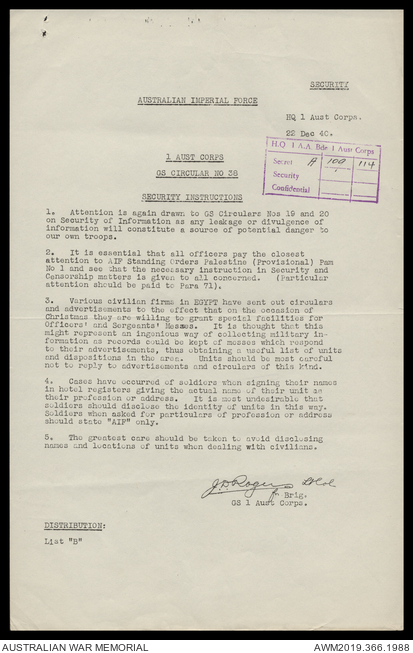 SECURITY
AUSTRALIAN IMPERIAL FORCE
HQ 1 Aust Corps.
22 Dec 40.
H.Q 1 A.A Bde 1 Aust Corps
Secret A 100 114
Security
Confidential
1 AUST CORPS
GS CIRCULAR NO 38
SECURITY INSTRUCTIONS
1. Attention is again drawn to GS Circulars Nos 19 and 20
on Security of Information as any leakage or divulgence of
information will constitute a source of potential danger to
our own troops.
2. It is essential that all officers pay the closest
attention to AIF Standing Orders Palestine (Provisional) Pam
No 1 and see that the necessary instruction in Security and
Censorship matters is given to all concerned. (Particular
attention should be paid to Para 71).
3. Various civilian firms in EGYPT have sent out circulars
and advertisements to the effect that on the occasion of
Christmas they are willing to grant special facilities for
Officers' and Sergeants' Messes. It is thought that this
might represent an ingenious way of collecting military in-
formation as records could be kept of messes which respond
to their advertisements, thus obtaining a useful list of units
and dispositions in the area. Units should be most careful
not to reply to advertisements and circulars of this kind.
4. Cases have occurred of soldiers when signing their names
in hotel registers giving the actual name of their unit as
their profession or address. It is most undesirable that
soldiers should disclose the identity of units in this way.
Soldiers when asked for particulars of profession or address
should state "AIF" only.
5. The greatest care should be taken to avoid disclosing
names and locations of units when dealing with civilians.
J D Rogers Lt Col
Brig.
GS 1 Aust Corps.
DISTRIBUTION:
List "B"
AUSTRALIAN WAR MEMORIAL
AWM2019.366.1988